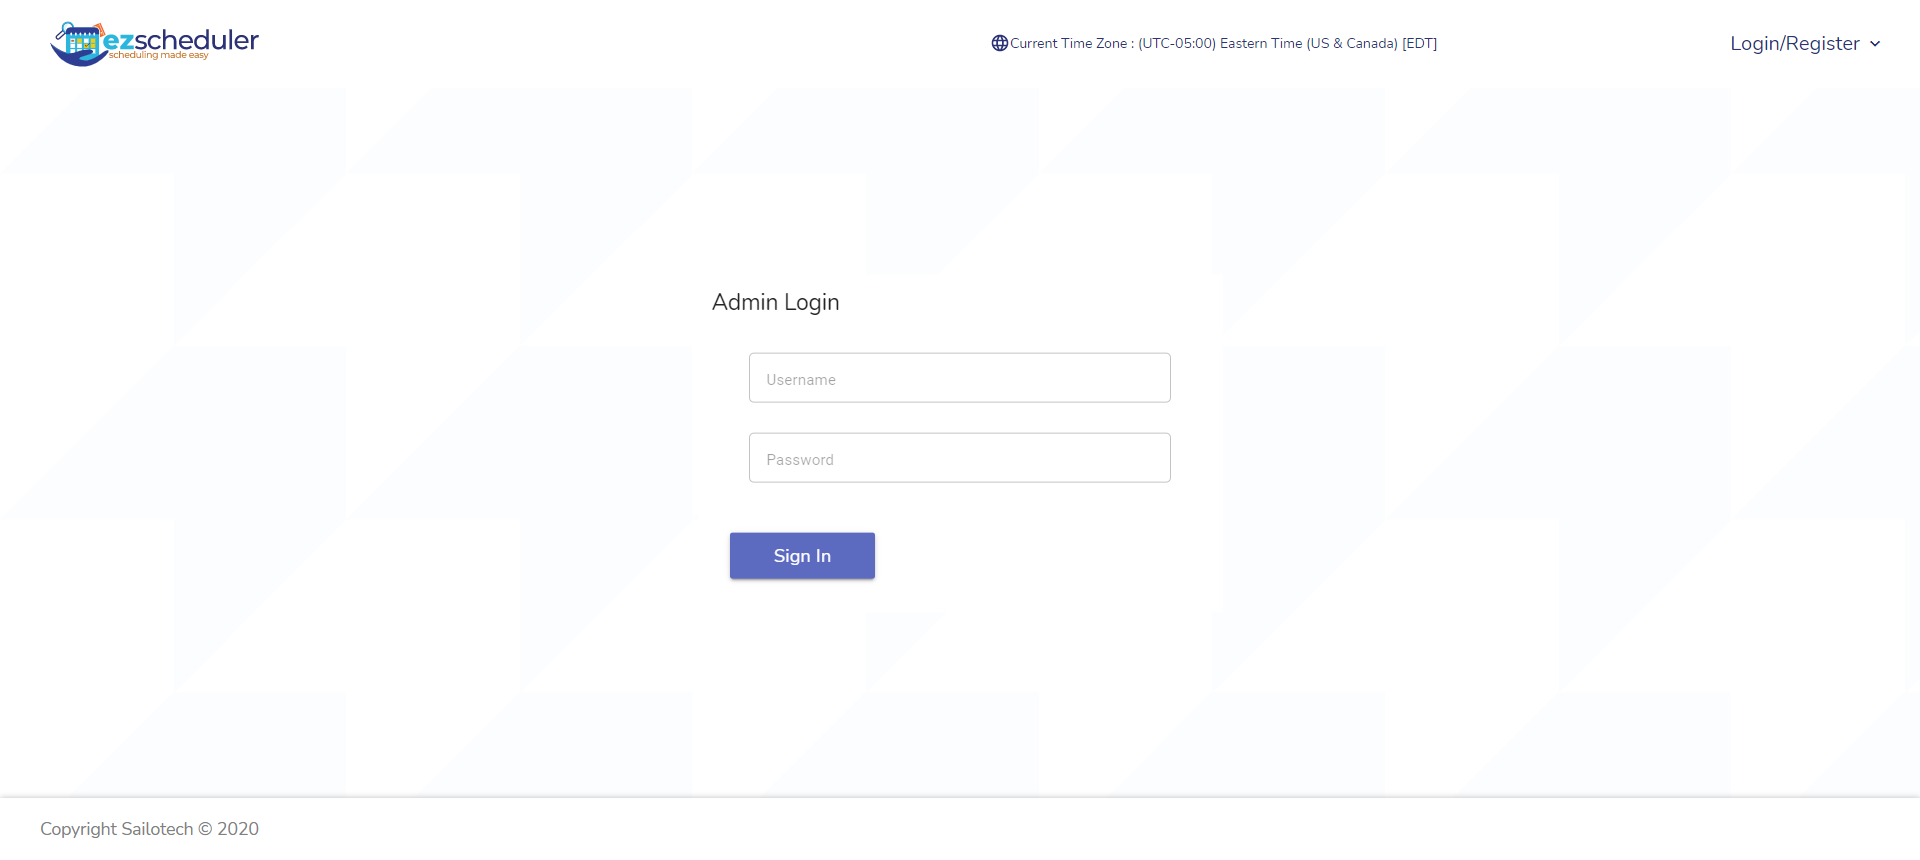 ezscheduler
scheduling made easy
Current Time Zone : (UTC-05:00) Eastern Time (US & Canada) [EDT]
Login/Register
Admin Login
Username
Password
Sign In
Copyright Sailotech © 2020